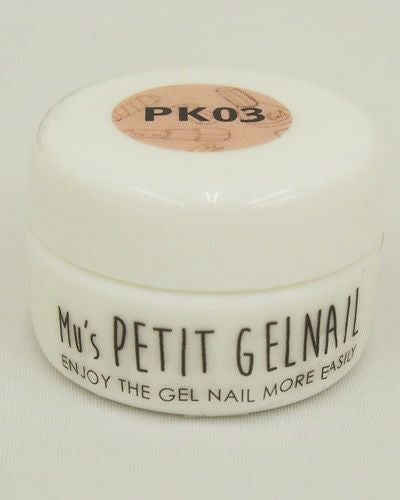 PK03
Mu's PETIT GELNAIL
ENJOY THE GEL NAIL MORE EASILY